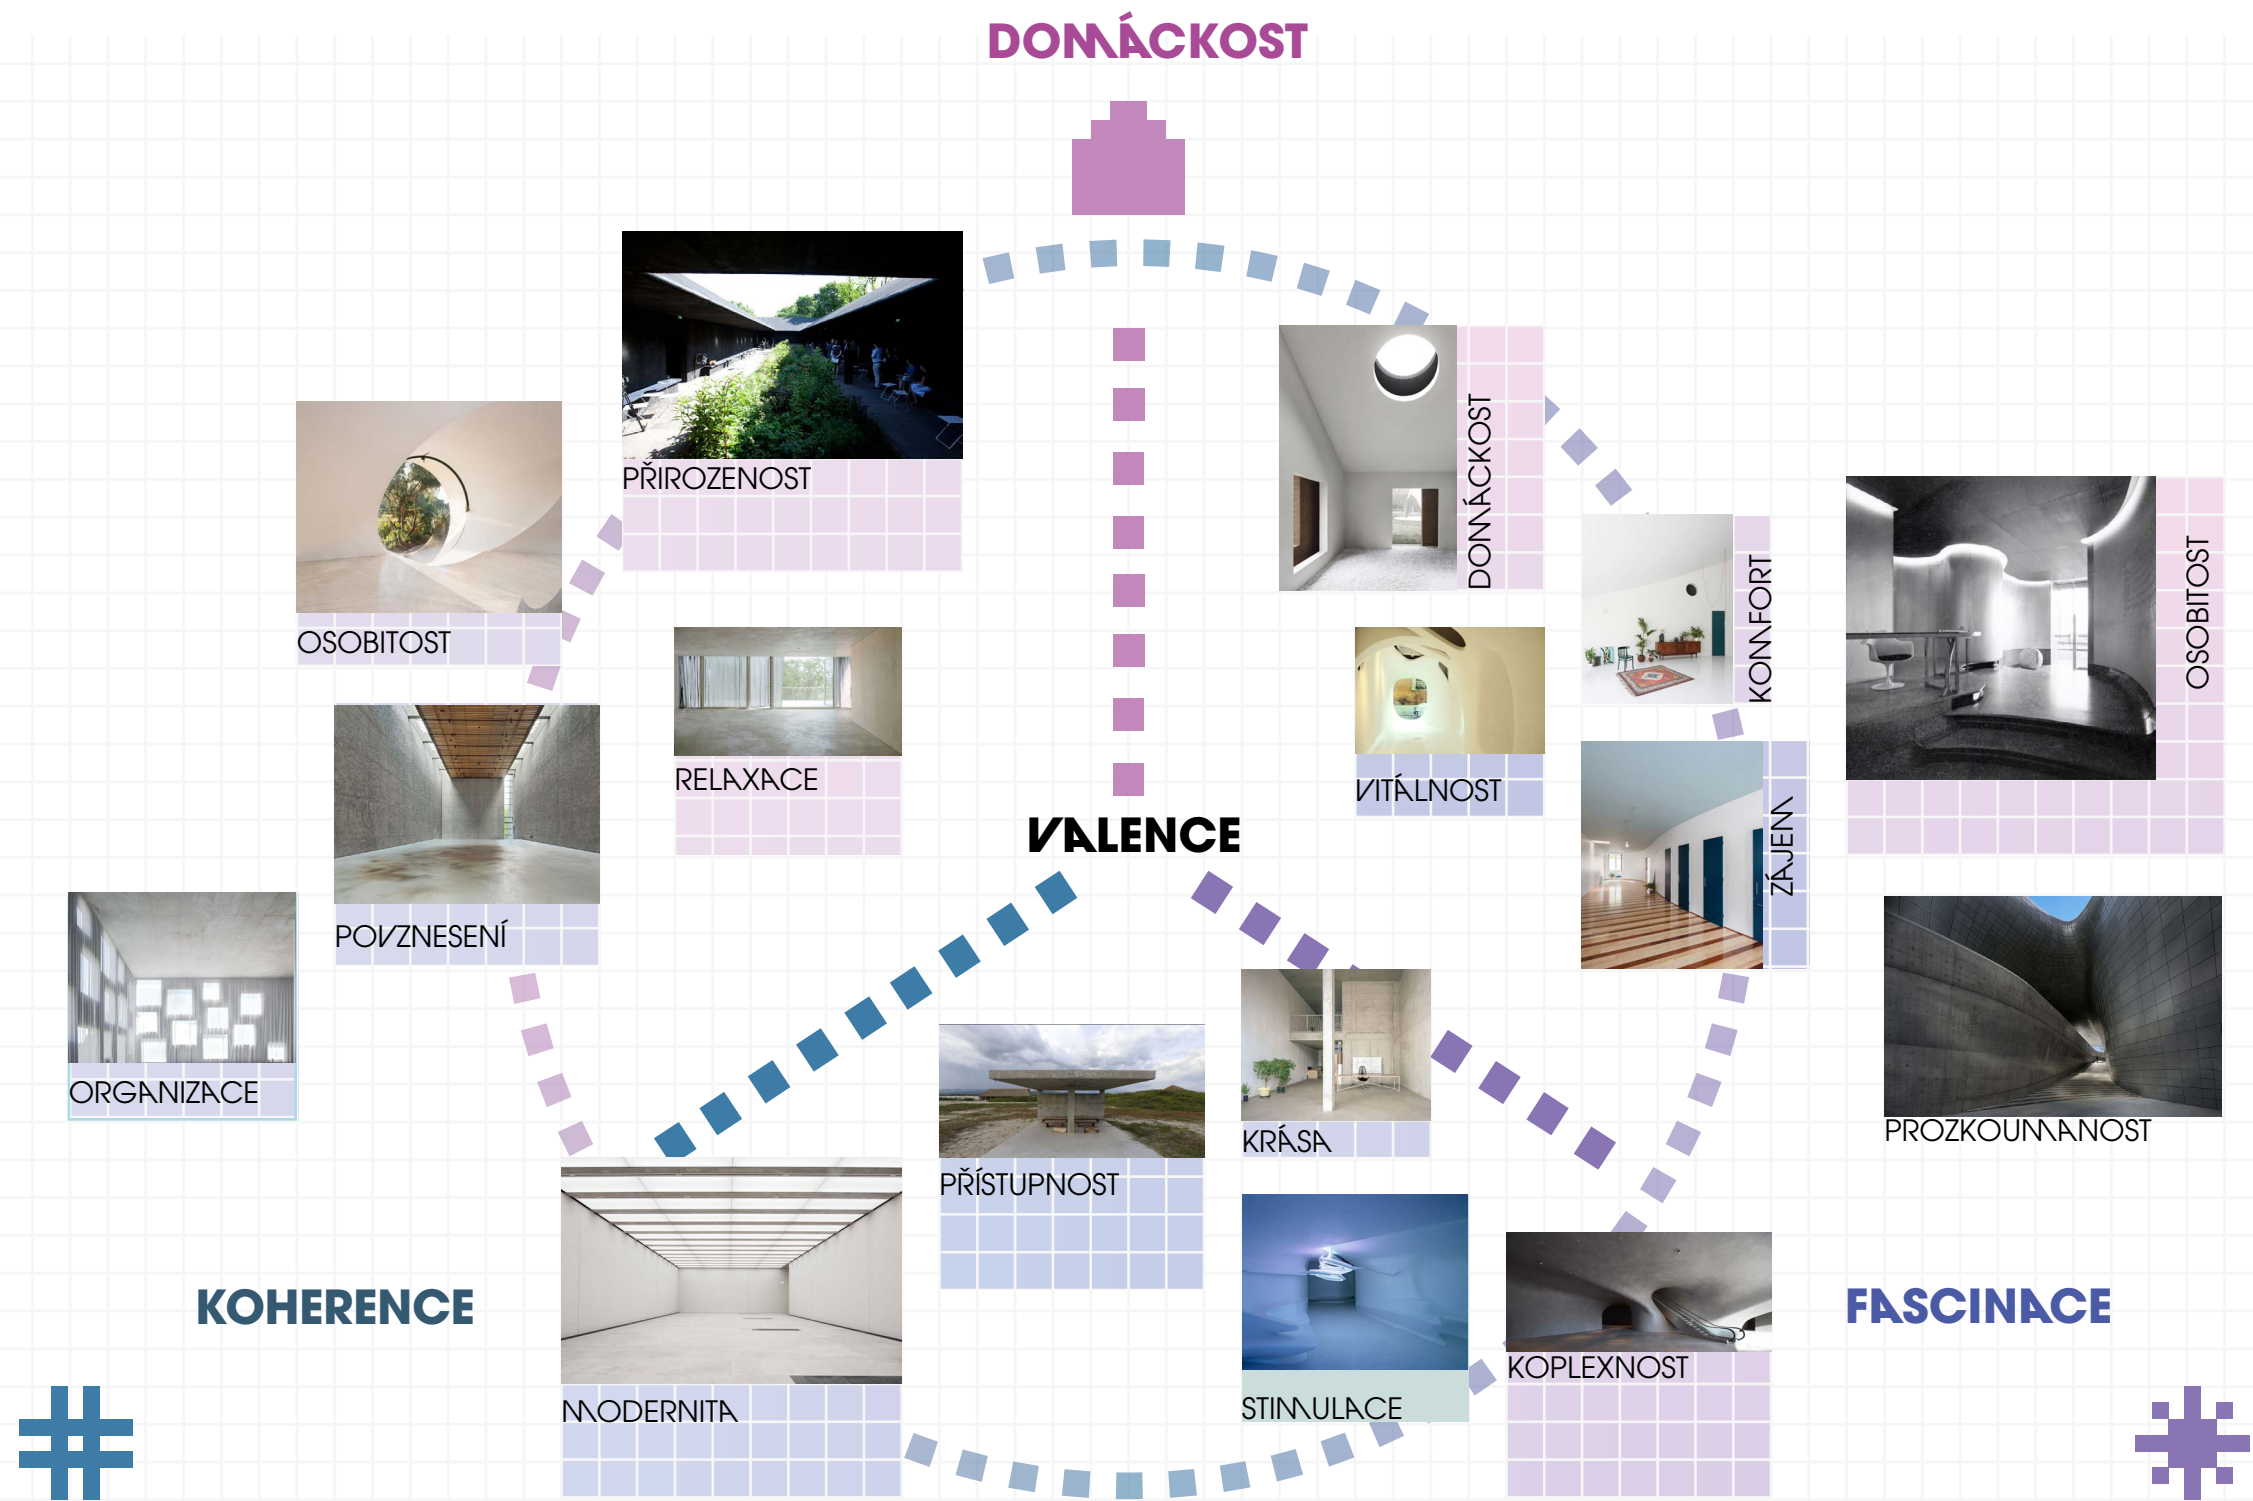 DOMÁCKOST
PŘIROZENOST
DOMÁCKOST
OSOBITOST
KOMFORT
OSOBITOST
RELAXACE
VITÁLNOST
VALENCE
ZÁJEM
POVZNESENÍ
ORGANIZACE
KRÁSA
PROZKOUMANOST
PŘÍSTUPNOST
KOHERENCE
FASCINACE
KOPLEXNOST
MODERNITA
STIMULACE